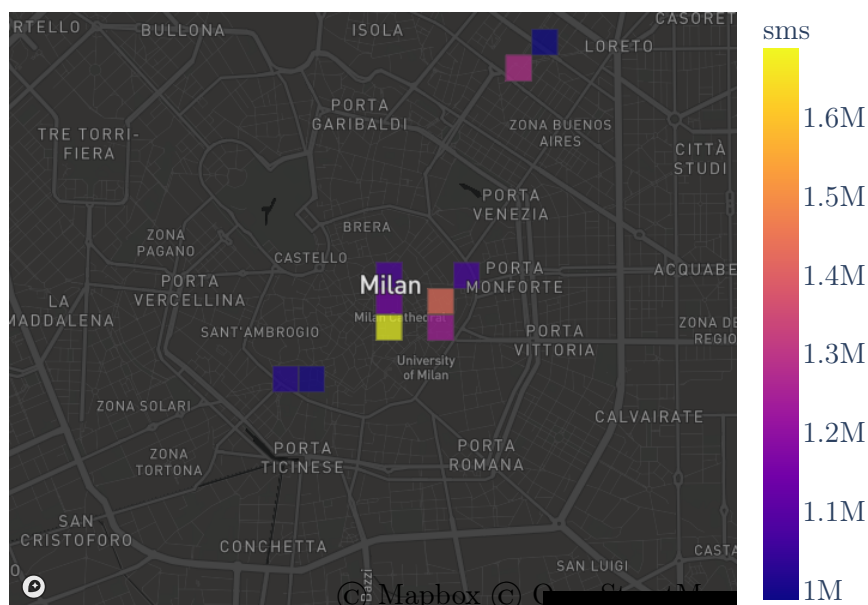 ORTELLO
BULLONA
ISOLA
CASORET
LORETO
PORTA
GARIBALDI
TRE TORRI-
FIERA
ZONA BUENOS
AIRES
CITTÀ
STUDI
PORTA
VENEZIA
BRERA
ZONA
PAGANO
CASTELLO
PORTA
VERCELLINA
Milan
PORTA
MONFORTE
ACQUABE
LA
MADDALENA
Milan Cathedral
SANT'AMBROGIO
PORTA
VITTORIA
ZONA DE
REGIO
University
of Milan
ZONA SOLARI
CALVAIRATE
ZONA
TORTONA
PORTA
TICINESE
PORTA
ROMANA
SAN
CRISTOFORO
CONCHETTA
SAN LUIGI
CASTA
O
Bazzi
© Mapbox ©
sms
1.6M
1.5M
1.4M
1.3M
1.2M
1.1M
1M